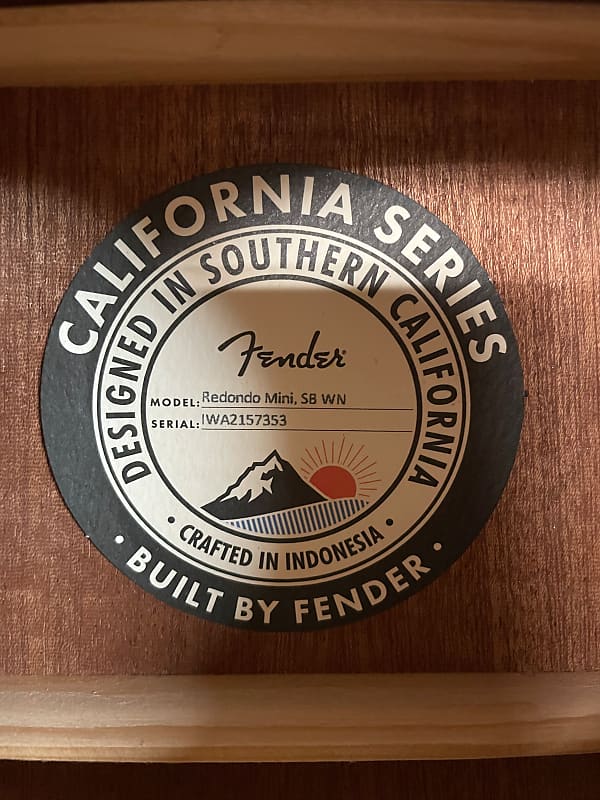 CALIFORNIA SERIES
DESIGNED IN SOUTHERN CALIFORNIA
Fender
MODEL: Redondo Mini, SB WN
SERIAL: IWA2157353
• CRAFTED IN INDONESIA •
• BUILT BY FENDER •